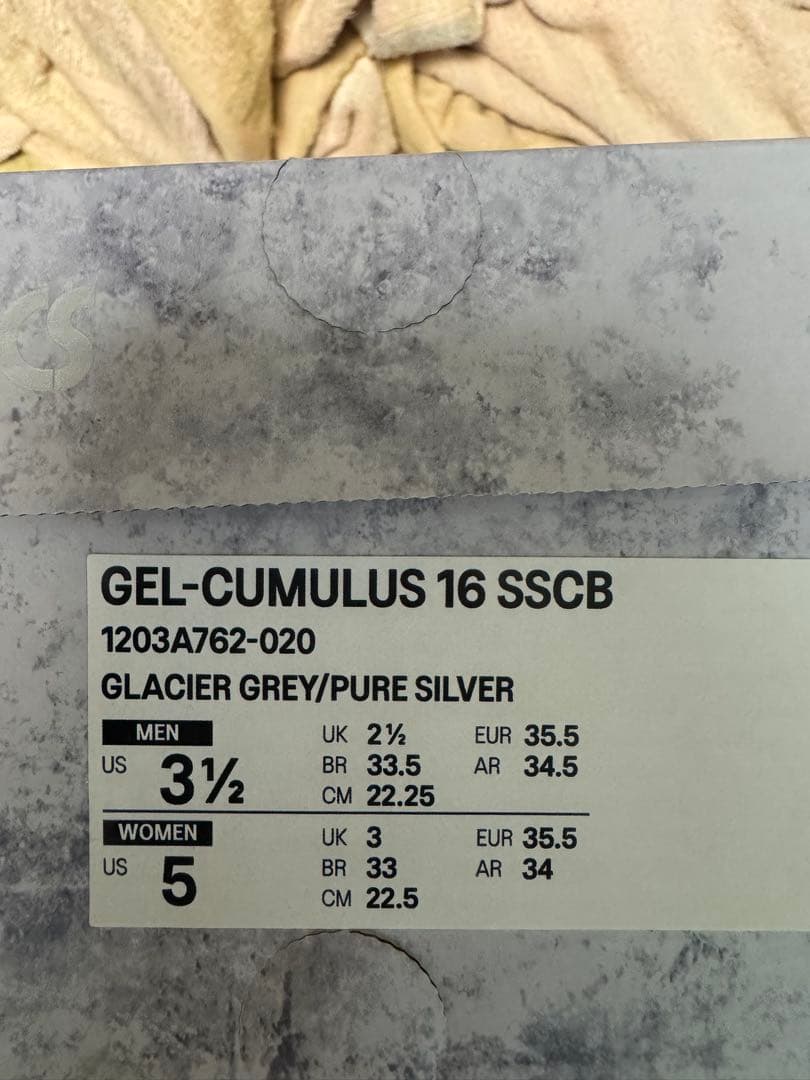 CS
GEL-CUMULUS 16 SSCB
1203A762-020
GLACIER GREY/PURE SILVER
MEN
US 3½
UK 2½ EUR 35.5
BR 33.5 AR 34.5
CM 22.25
WOMEN
US 5
UK 3 EUR 35.5
BR 33 AR 34
CM 22.5